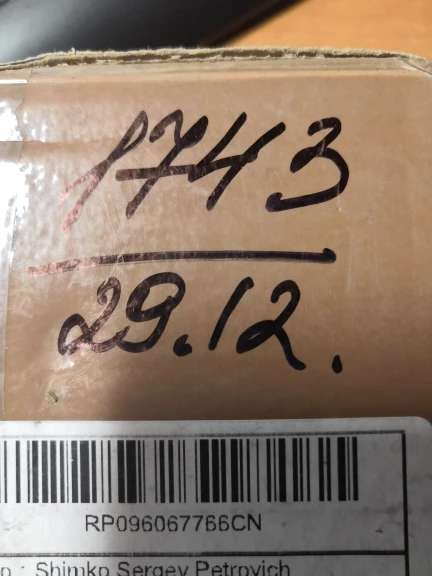 1743
29.12.
RP096067766CN
: Shimko Sergey Petrovich